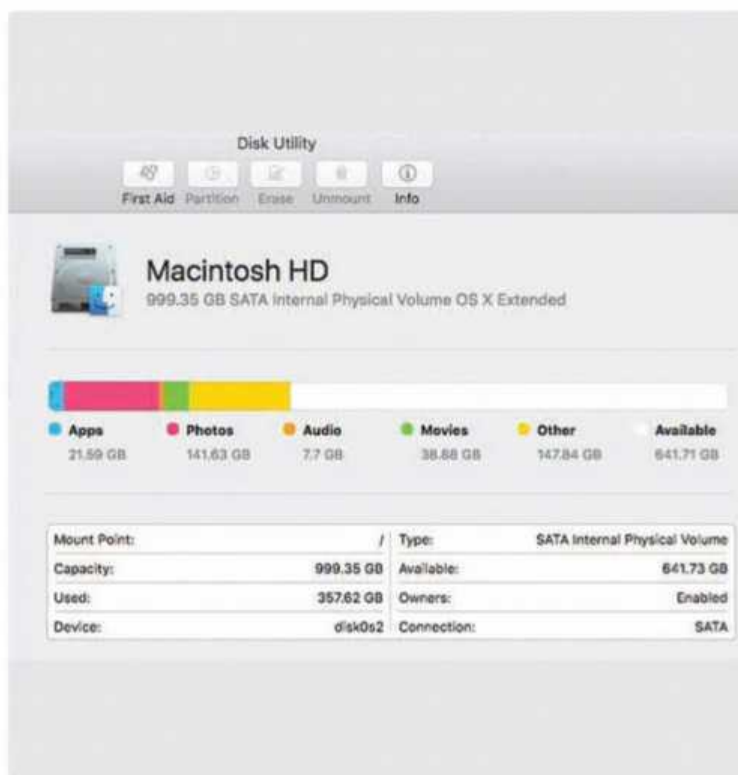 Disk Utility
First Aid Partition Erase Unmount Info
Macintosh HD
999.35 GB SATA Internal Physical Volume OS X Extended
Apps Photos Audio Movies Other Available
21.59 GB 141.63 GB 7.7 GB 38.88 GB 147.84 GB 641.71 GB
Mount Point: / Type: SATA Internal Physical Volume
Capacity: 999.35 GB Available: 641.73 GB
Used: 357.62 GB Owners: Enabled
Device: disk0s2 Connection: SATA